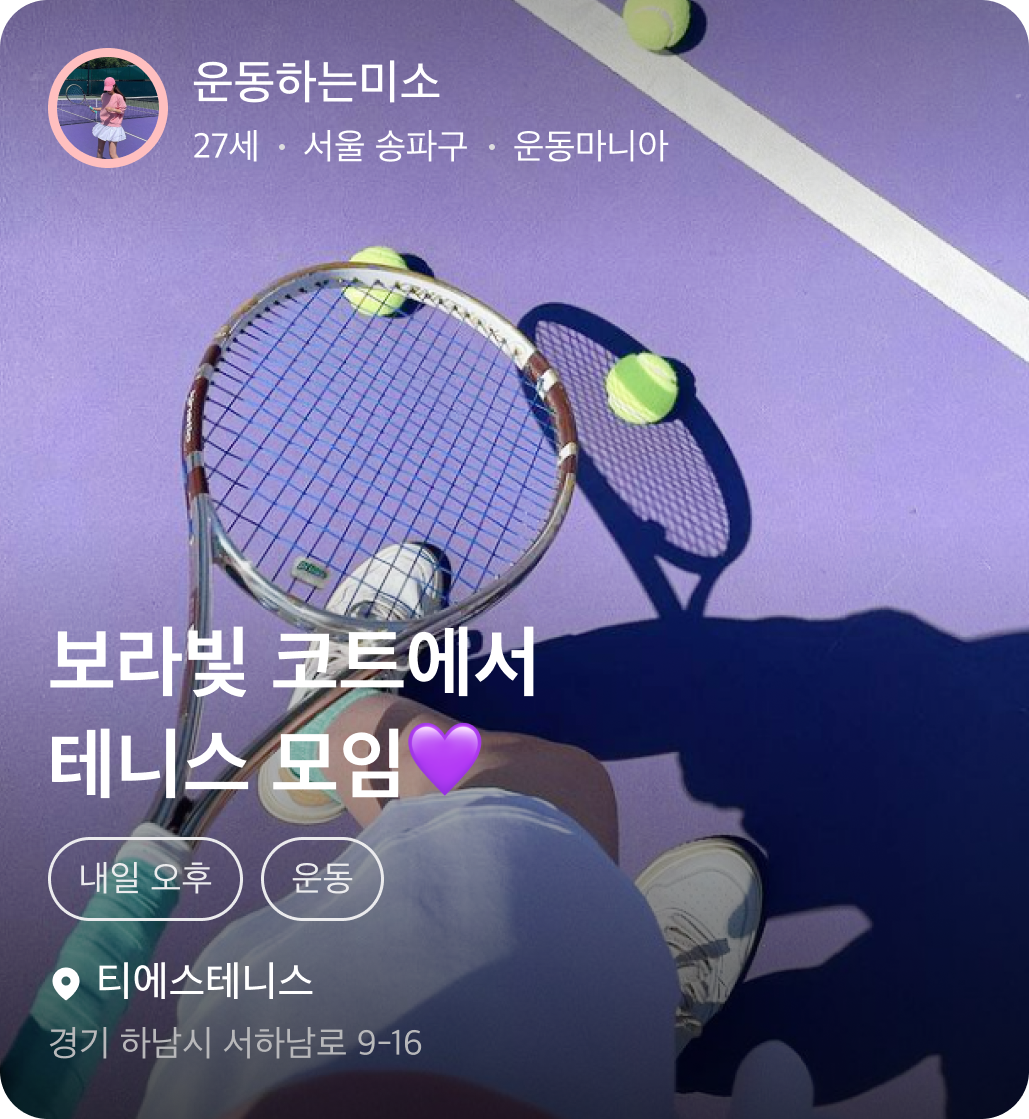 운동하는미소
27세 • 서울 송파구 • 운동마니아
보라빛 코트에서
테니스 모임💜
내일 오후
운동
티에스테니스
경기 하남시 서하남로 9-16